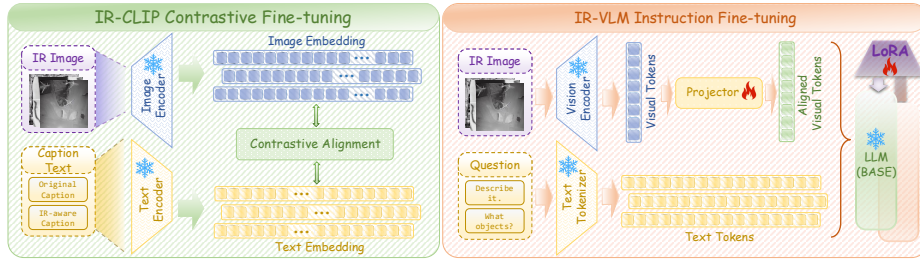 IR-CLIP Contrastive Fine-tuning
IR Image
Image
Encoder
Image Embedding
Contrastive Alignment
Caption
Text
Original
Caption
IR-aware
Caption
Text
Encoder
Text Embedding
IR-VLM Instruction Fine-tuning
IR Image
Vision
Encoder
Visual Tokens
Projector
Aligned
Visual Tokens
LoRA
LLM
(BASE)
Question
Describe
it.
What
objects?
Text
Tokenizer
Text Tokens